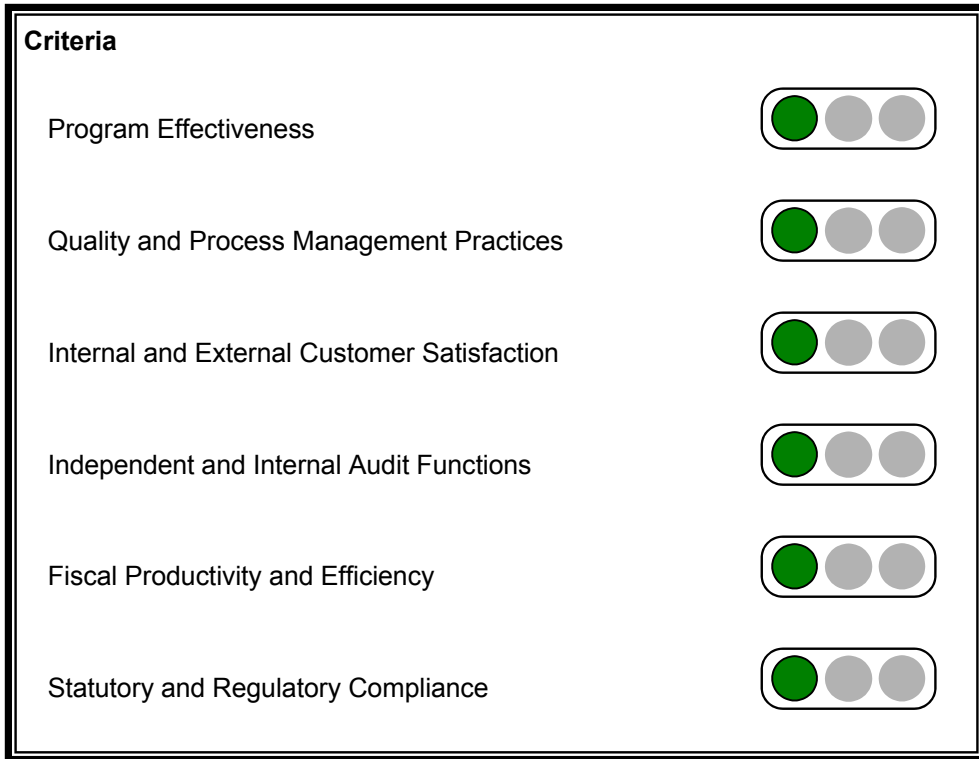 Criteria
Program Effectiveness
Quality and Process Management Practices
Internal and External Customer Satisfaction
Independent and Internal Audit Functions
Fiscal Productivity and Efficiency
Statutory and Regulatory Compliance